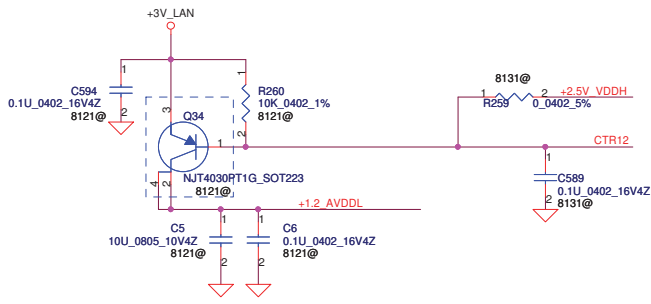 +3V_LAN
1
C594
0.1U_0402_16V4Z
2
8121@
1
R260
10K_0402_1%
8121@
2
8131@
1
2
+2.5V_VDDH
R259
0_0402_5%
3
Q34
1
CTR12
NJT4030PT1G_SOT223
8121@
4
2
1
C589
0.1U_0402_16V4Z
2
8131@
+1.2_AVDDL
1
C5
10U_0805_10V4Z
8121@
2
1
C6
0.1U_0402_16V4Z
8121@
2